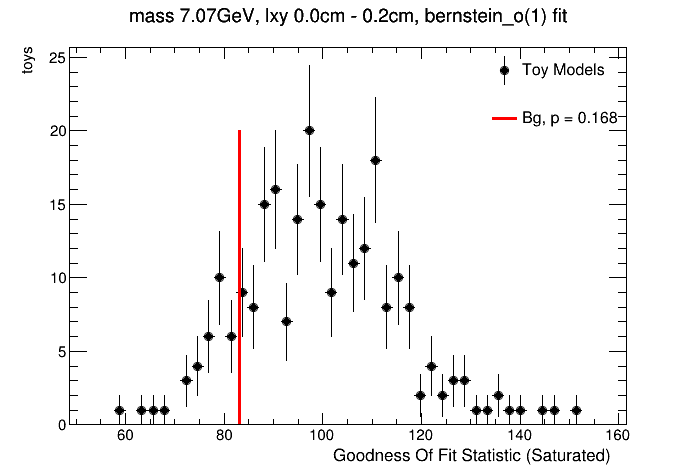 mass 7.07GeV, lxy 0.0cm - 0.2cm, bernstein_o(1) fit
toys
25
20
15
10
5
0
Toy Models
Bg, p = 0.168
60 80 100 120 140 160
Goodness Of Fit Statistic (Saturated)